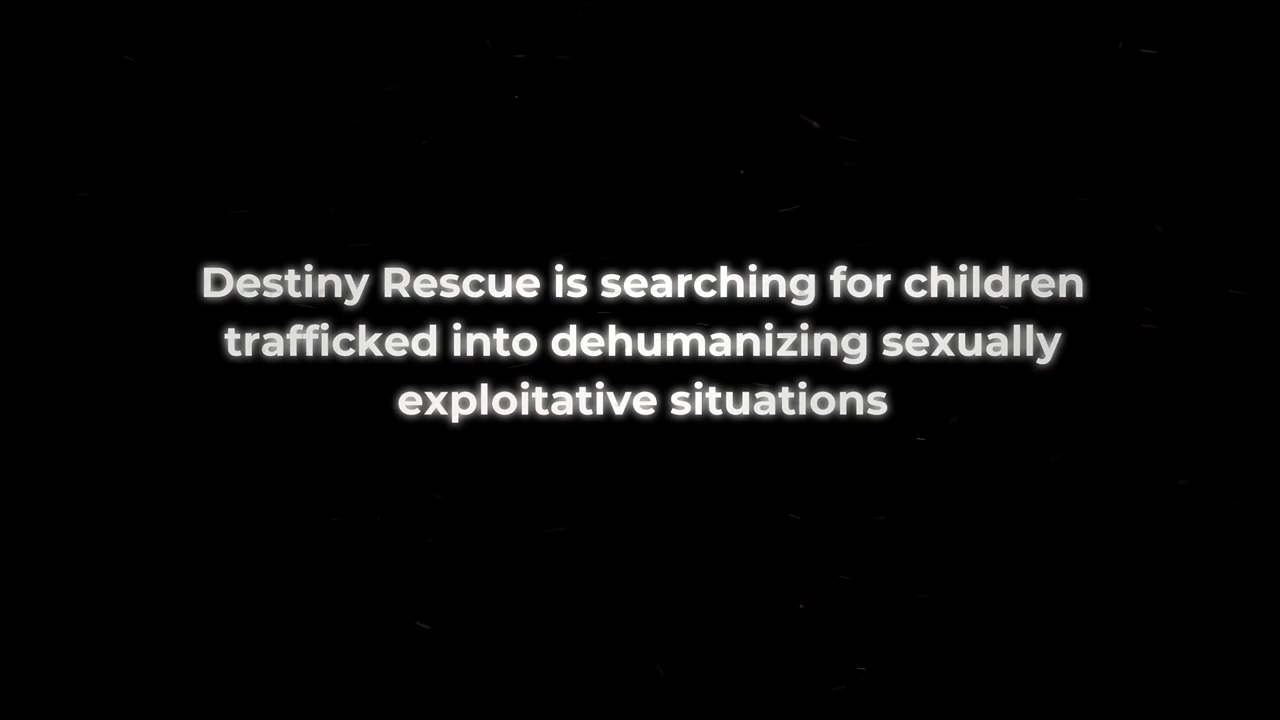 Destiny Rescue is searching for children
trafficked into dehumanizing sexually
exploitative situations